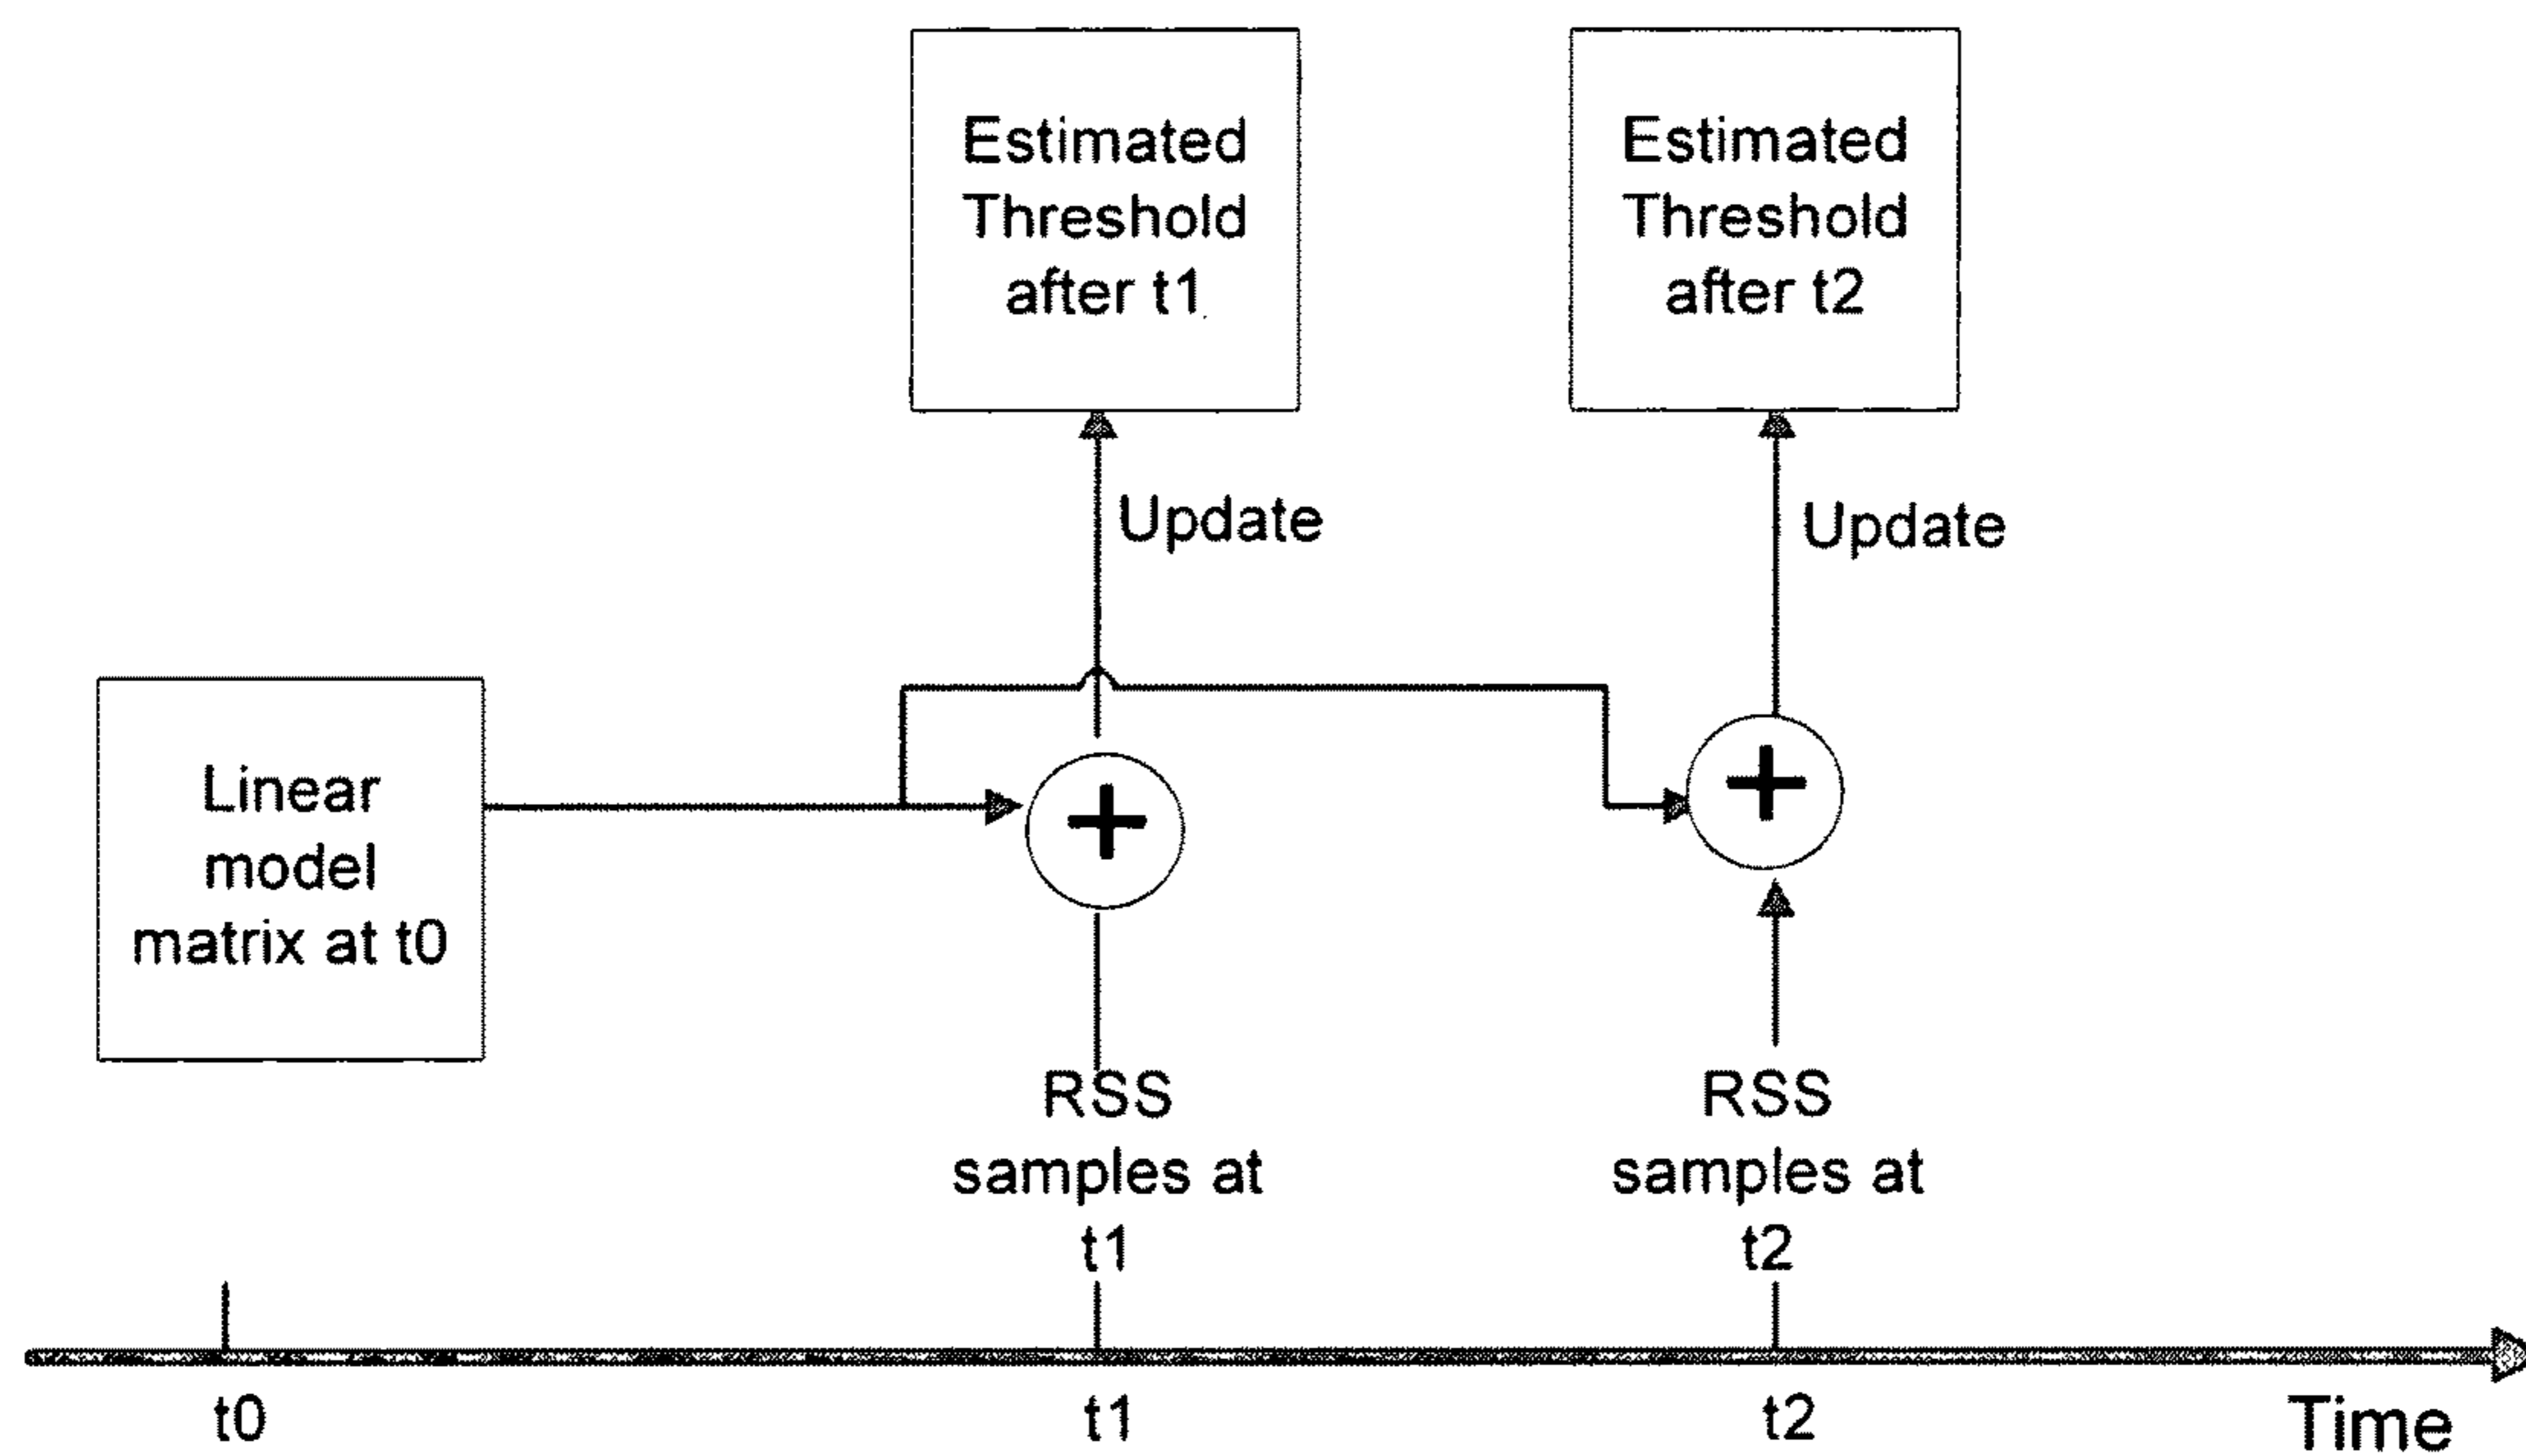 Estimated
Threshold
after t1
Estimated
Threshold
after t2
Update
Update
Linear
model
matrix at t0
+
+
RSS
samples at
t1
RSS
samples at
t2
t0
t1
t2
Time